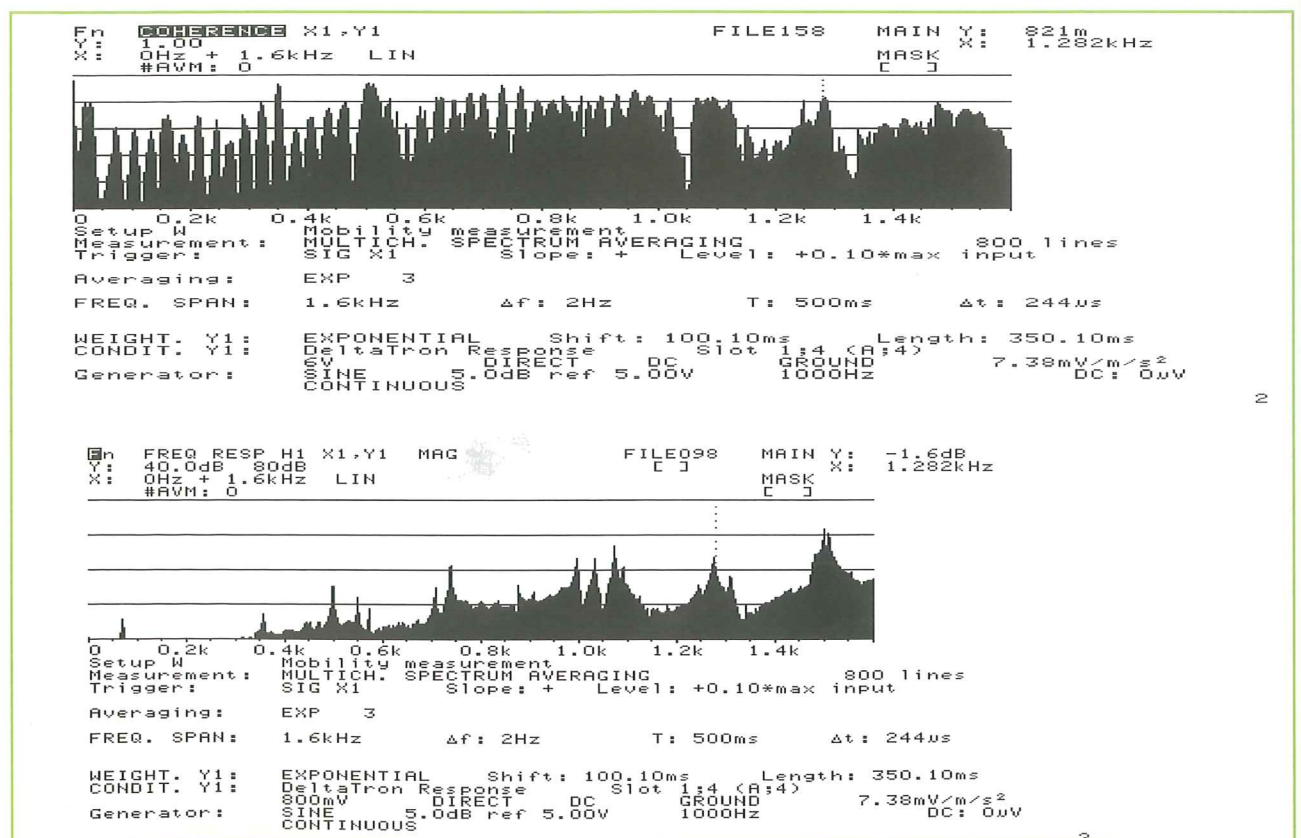 Fn COHERENCE X1,Y1 FILE158 MAIN Y: 821m
Y: 1.00 X: 1.282kHz
X: 0Hz + 1.6kHz LIN MASK
#AVM: 0 [ ]
0 0.2k 0.4k 0.6k 0.8k 1.0k 1.2k 1.4k
Setup W Mobility measurement
Measurement: MULTICH. SPECTRUM AVERAGING 800 lines
Trigger: SIG X1 Slope: + Level: +0.10*max input
Averaging: EXP 3
FREQ. SPAN: 1.6kHz Δf: 2Hz T: 500ms Δt: 244µs
WEIGHT. Y1: EXPONENTIAL Shift: 100.10ms Length: 350.10ms
CONDIT. Y1: DeltaTron Response Slot 1;4 (A;4)
6V DIRECT DC GROUND 7.38mV/m/s²
Generator: SINE 5.0dB ref 5.00V 1000Hz DC: 0µV
CONTINUOUS
2
Fn FREQ RESP H1 X1,Y1 MAG FILE098 MAIN Y: -1.6dB
Y: 40.0dB 80dB [ ] X: 1.282kHz
X: 0Hz + 1.6kHz LIN MASK
#AVM: 0 [ ]
0 0.2k 0.4k 0.6k 0.8k 1.0k 1.2k 1.4k
Setup W Mobility measurement
Measurement: MULTICH. SPECTRUM AVERAGING 800 lines
Trigger: SIG X1 Slope: + Level: +0.10*max input
Averaging: EXP 3
FREQ. SPAN: 1.6kHz Δf: 2Hz T: 500ms Δt: 244µs
WEIGHT. Y1: EXPONENTIAL Shift: 100.10ms Length: 350.10ms
CONDIT. Y1: DeltaTron Response Slot 1;4 (A;4)
800mV DIRECT DC GROUND 7.38mV/m/s²
Generator: SINE 5.0dB ref 5.00V 1000Hz DC: 0µV
CONTINUOUS